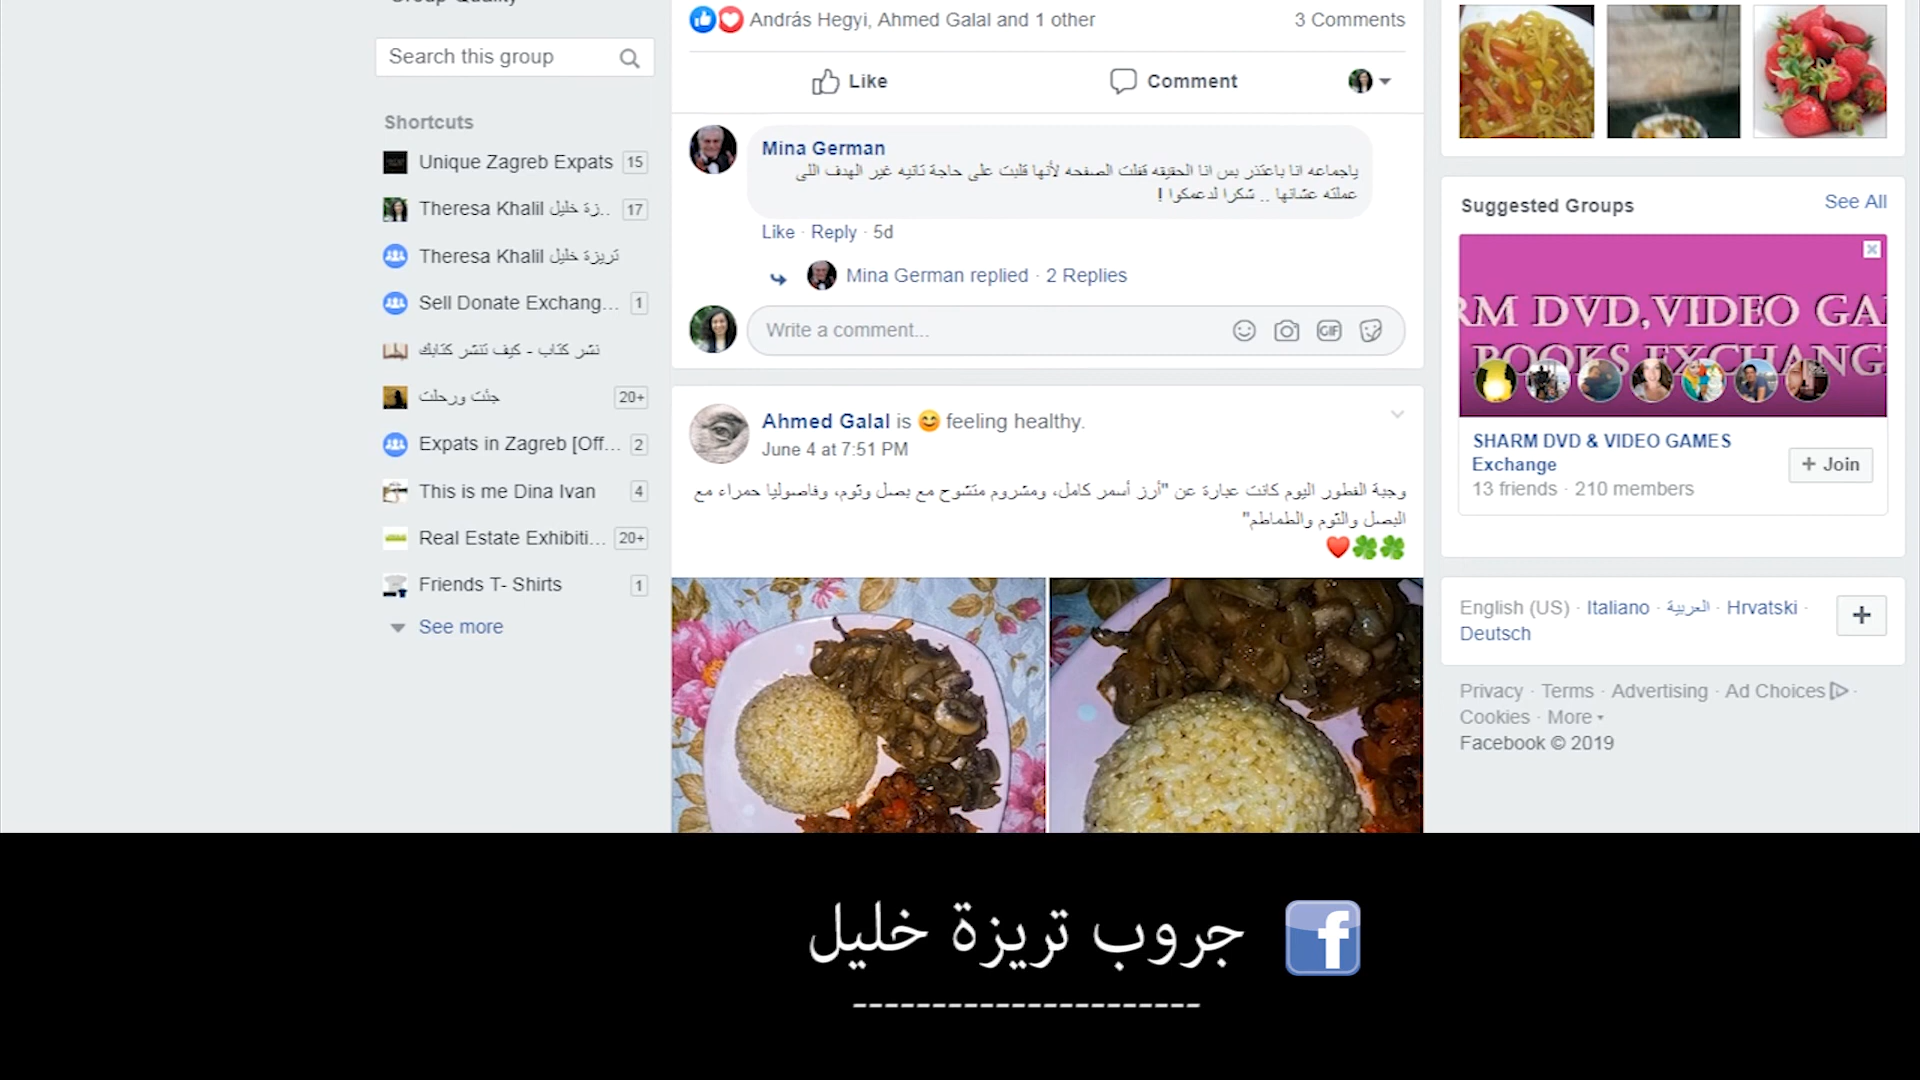 Search this group
Shortcuts
Unique Zagreb Expats 15
Theresa Khalil زة خليل.. 17
Theresa Khalil تريزة خليل
Sell Donate Exchang... 1
نشر كتاب - كيف تنشر كتابك
جئت ورحلت 20+
Expats in Zagreb [Off... 2
This is me Dina Ivan 4
Real Estate Exhibiti... 20+
Friends T- Shirts 1
See more
András Hegyi, Ahmed Galal and 1 other 3 Comments
Like Comment
Mina German
ياجماعه انا باعتذر بس انا الحقيقه قفلت الصفحه لأنها قلبت على حاجة تانيه غير الهدف اللى
عملته عشانها .. شكرا لدعمكوا !
Like · Reply · 5d
Mina German replied · 2 Replies
Write a comment...
GIF
Ahmed Galal is 😊 feeling healthy.
June 4 at 7:51 PM
وجبة الفطور اليوم كانت عبارة عن "أرز أسمر كامل، ومشروم متشوح مع بصل وثوم، وفاصوليا حمراء مع
البصل والثوم والطماطم"
🍀🍀❤️
Suggested Groups See All
RM DVD,VIDEO GA
BOOKS EXCHANG
SHARM DVD & VIDEO GAMES
Exchange
+ Join
13 friends · 210 members
English (US) · Italiano · العربية · Hrvatski ·
Deutsch
Privacy · Terms · Advertising · Ad Choices ·
Cookies · More
Facebook © 2019
جروب تريزة خليل
----------------------